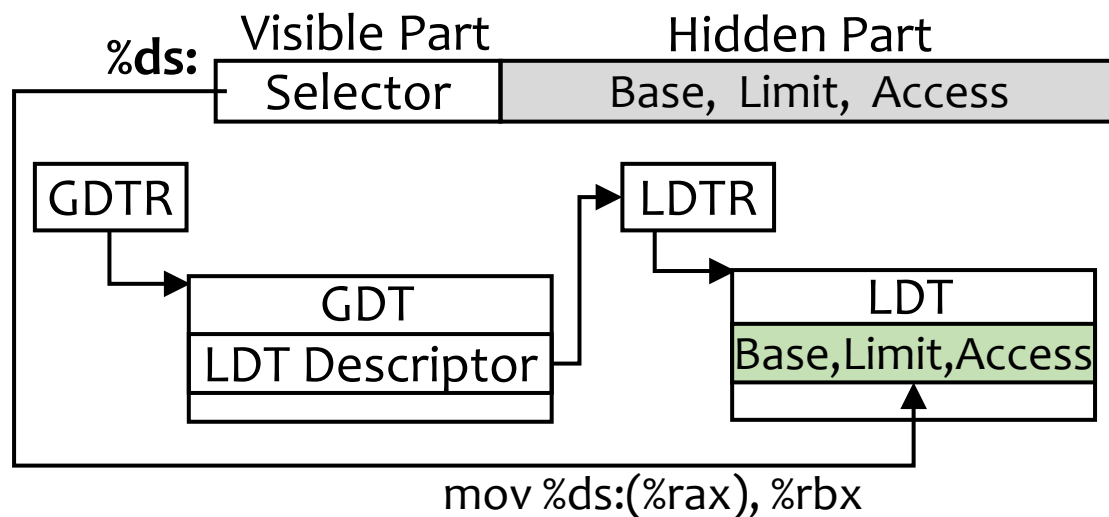 Visible Part
Hidden Part
%ds:
Selector
Base, Limit, Access
GDTR
LDTR
GDT
LDT
LDT Descriptor
Base,Limit,Access
mov %ds:(%rax), %rbx